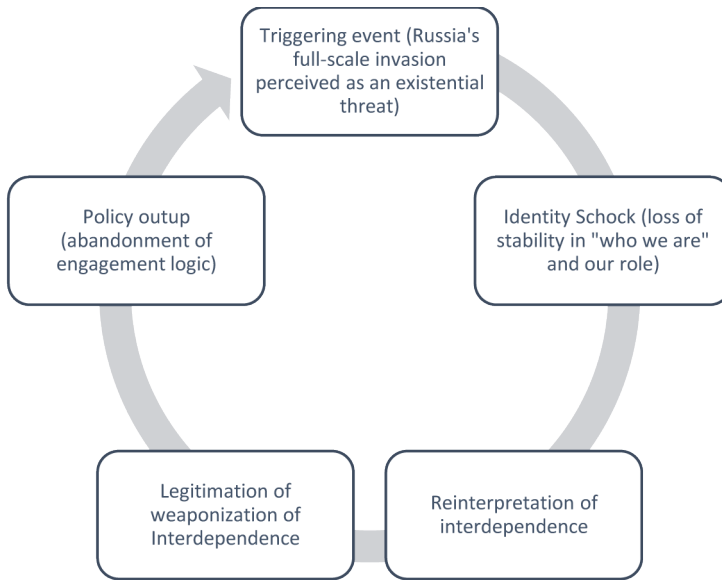 Triggering event (Russia's
full-scale invasion
perceived as an existential
threat)
Identity Schock (loss of
stability in "who we are"
and our role)
Reinterpretation of
interdependence
Legitimation of
weaponization of
Interdependence
Policy outup
(abandonment of
engagement logic)